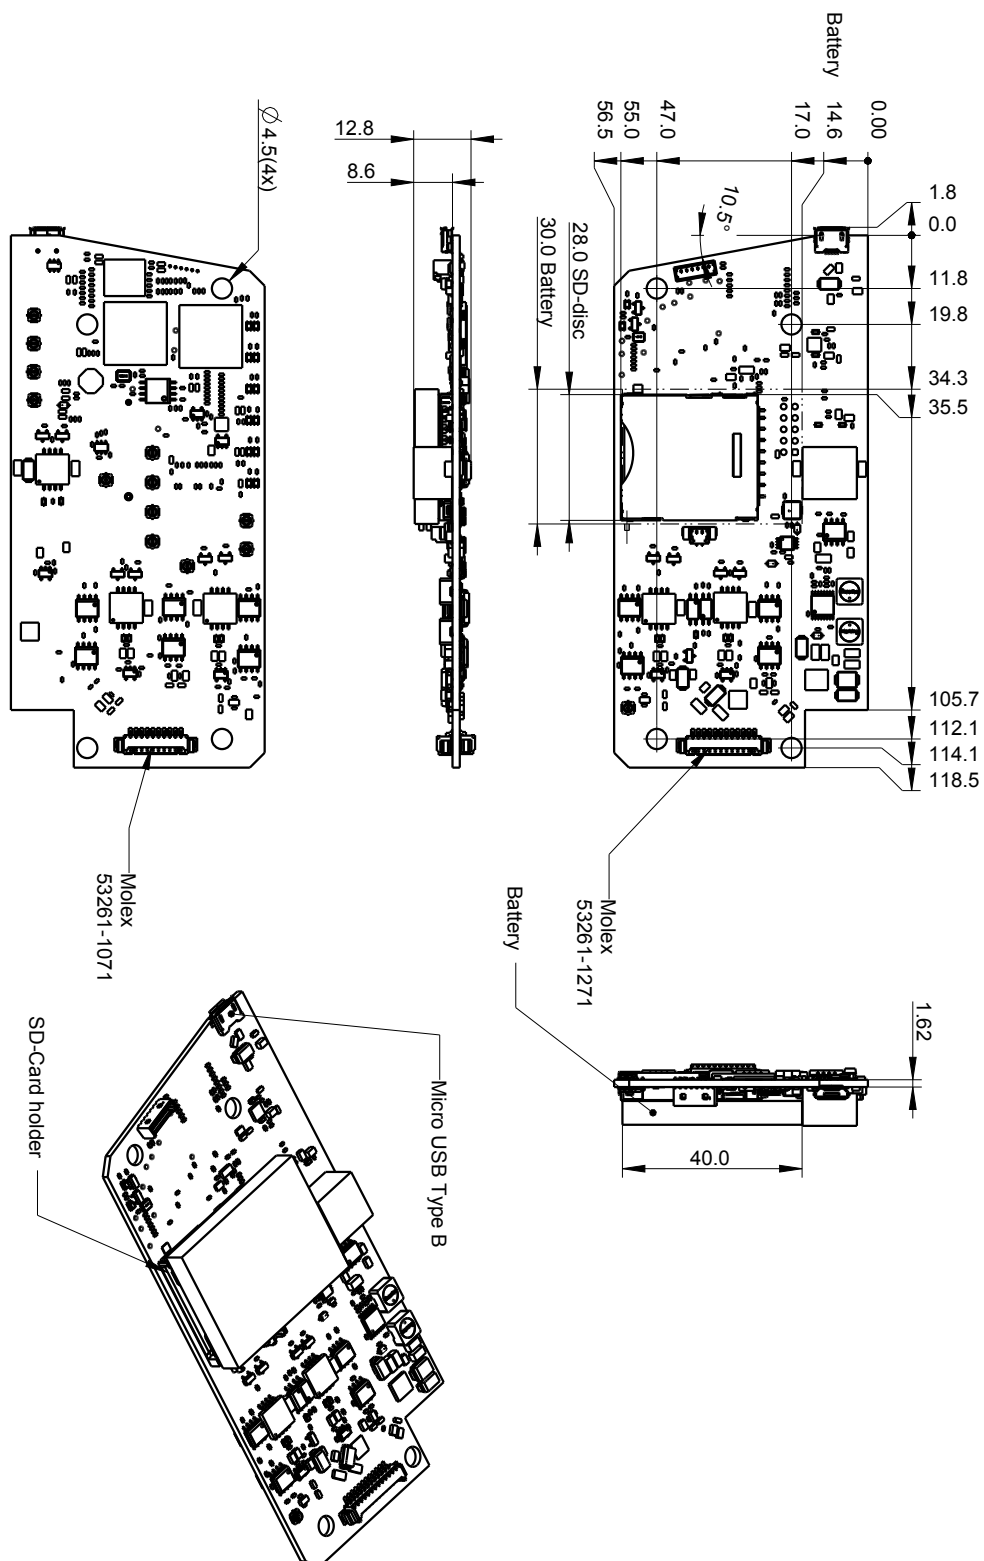 Battery
0.00
14.6
17.0
47.0
55.0
56.5
1.8
0.0
11.8
19.8
34.3
35.5
105.7
112.1
114.1
118.5
10.5°
28.0 SD-disc
30.0 Battery
12.8
8.6
Ø 4.5(4x)
Molex
53261-1071
Molex
53261-1271
Battery
1.62
40.0
Micro USB Type B
SD-Card holder